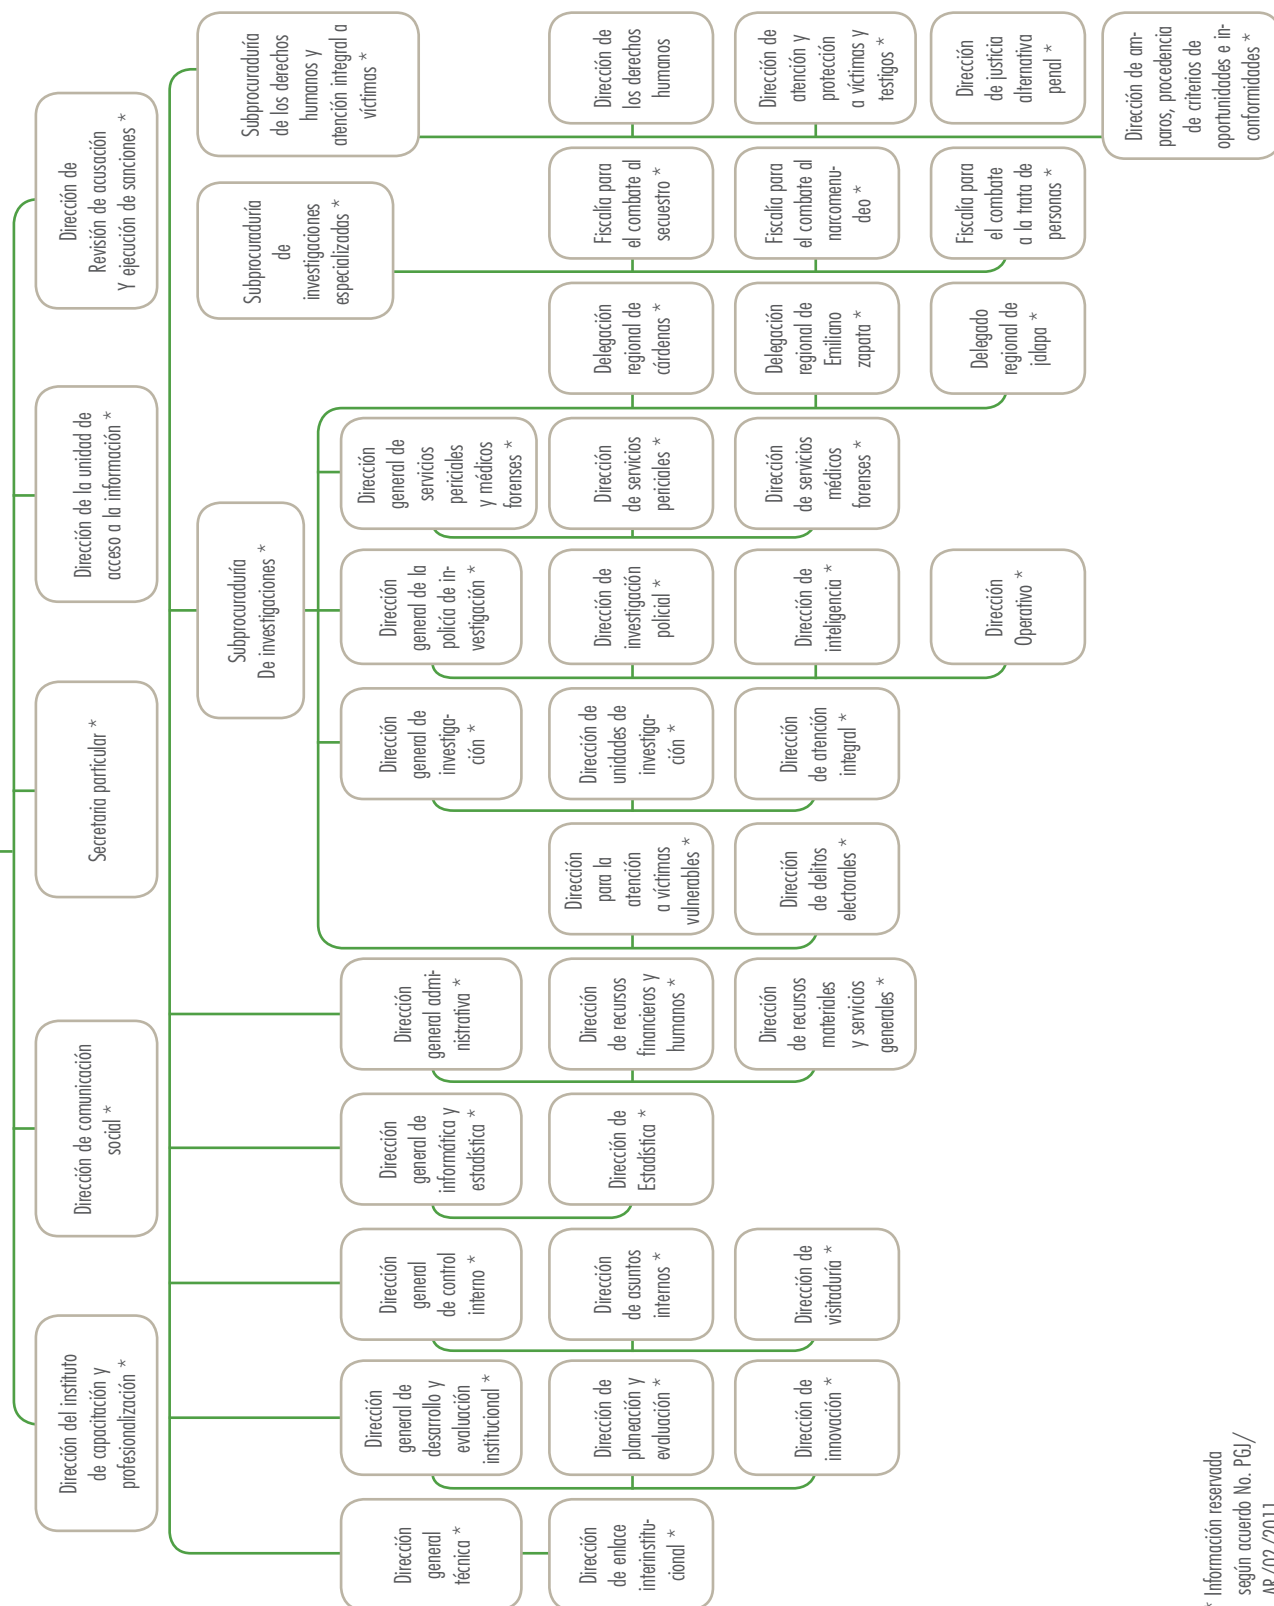 Dirección del instituto
de capacitación y
profesionalización *
Dirección de comunicación
social *
Secretaria particular *
Dirección de la unidad de
acceso a la información *
Dirección de
Revisión de acusación
Y ejecución de sanciones *
Subprocuraduría
De investigaciones *
Subprocuraduría
de
investigaciones
especializadas *
Subprocuraduría
de los derechos
humanos y
atención integral a
víctimas *
Dirección
general
técnica *
Dirección
general de
desarrollo y
evaluación
institucional *
Dirección
general
de control
interno *
Dirección
general de
informática y
estadística *
Dirección
general admi-
nistrativa *
Dirección
general de
investiga-
ción *
Dirección
general de la
policía de in-
vestigación *
Dirección
general de
servicios
periciales
y médicos
forenses *
Dirección
de enlace
interinstitu-
cional *
Dirección de
planeación y
evaluación *
Dirección
de asuntos
internos *
Dirección de
Estadística *
Dirección
de recursos
financieros y
humanos *
Dirección
para la
atención
a víctimas
vulnerables *
Dirección de
unidades de
investiga-
ción *
Dirección de
investigación
policial *
Dirección
de servicios
periciales *
Delegación
regional de
cárdenas *
Fiscalía para
el combate al
secuestro *
Dirección de
los derechos
humanos
Dirección de
innovación *
Dirección de
visitaduría *
Dirección
de recursos
materiales
y servicios
generales *
Dirección
de delitos
electorales *
Dirección
de atención
integral *
Dirección de
inteligencia *
Dirección
de servicios
médicos
forenses *
Delegación
regional de
Emiliano
zapata *
Fiscalía para
el combate al
narcomenu-
deo *
Dirección de
atención y
protección
a víctimas y
testigos *
Dirección
Operativo *
Delegado
regional de
jalapa *
Fiscalía para
el combate
a la trata de
personas *
Dirección
de justicia
alternativa
penal *
Dirección de am-
paros, procedencia
de criterios de
oportunidades e in-
conformidades *
* Información reservada
según acuerdo No. PGJ/
AR/02/2011